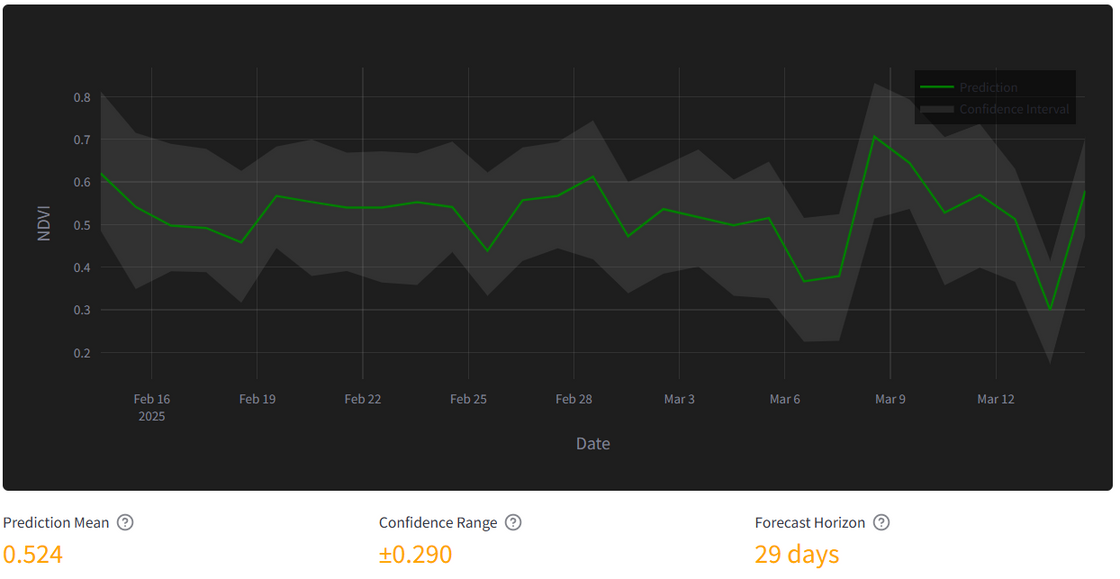 Prediction
Confidence Interval
0.8
0.7
0.6
0.5
0.4
0.3
0.2
NDVI
Feb 16
2025
Feb 19
Feb 22
Feb 25
Feb 28
Mar 3
Mar 6
Mar 9
Mar 12
Date
Prediction Mean ?
0.524
Confidence Range ?
±0.290
Forecast Horizon ?
29 days